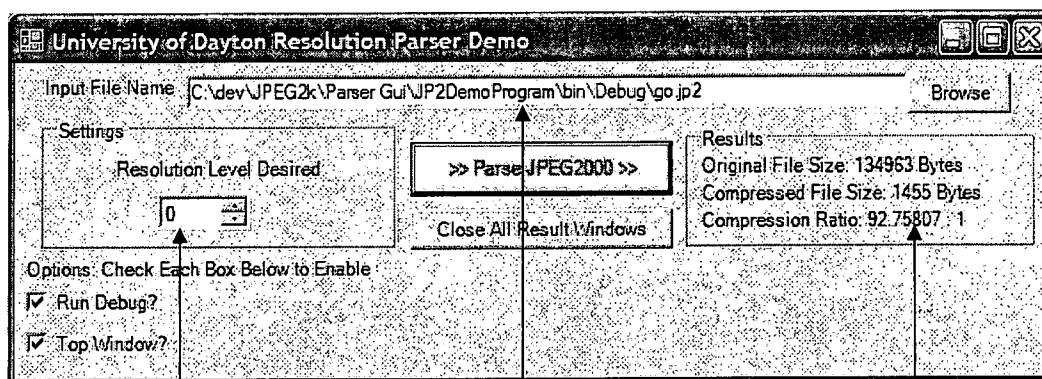 University of Dayton Resolution Parser Demo
Input File Name C:\dev\JPEG2k\Parser Gui\JP2DemoProgram\bin\Debug\go.jp2 Browse
Settings
Resolution Level Desired
0
>> Parse JPEG2000 >>
Close All Result Windows
Results
Original File Size: 134963 Bytes
Compressed File Size: 1455 Bytes
Compression Ratio: 92.75807 : 1
Options: Check Each Box Below to Enable
Run Debug?
Top Window?